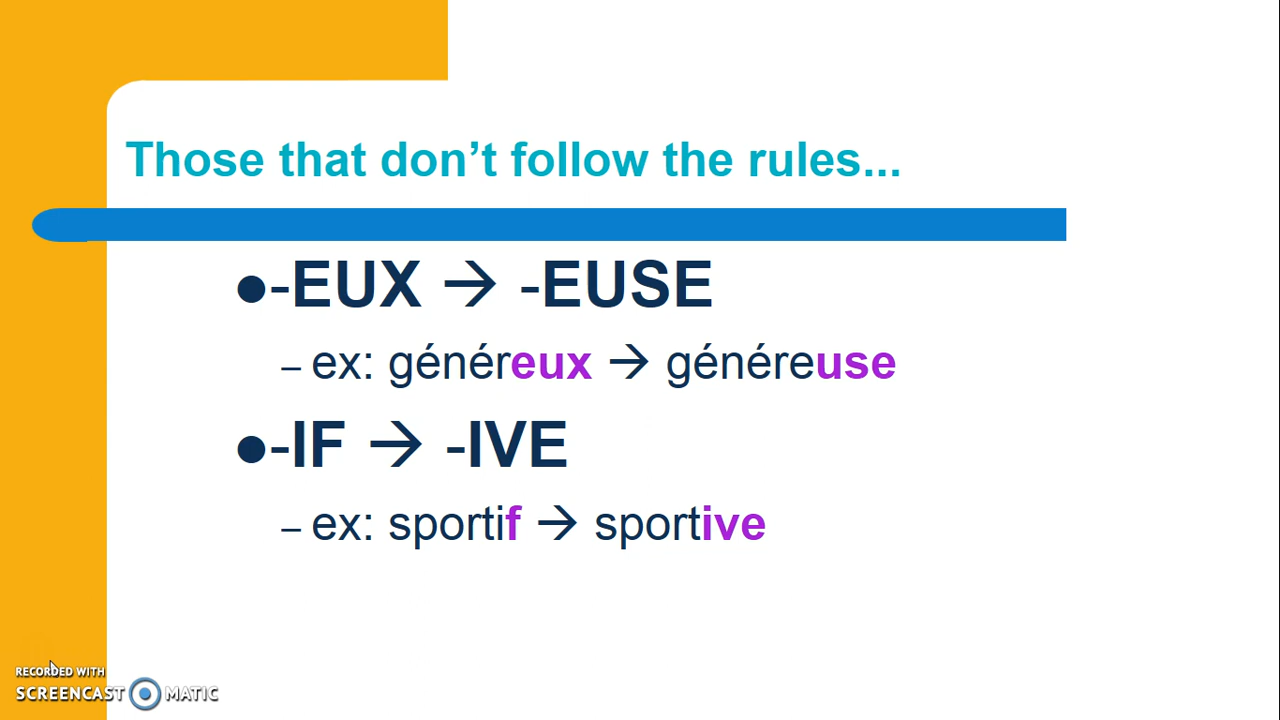 Those that don’t follow the rules...
●-EUX → -EUSE
– ex: généreux → généreuse
●-IF → -IVE
– ex: sportif → sportive
RECORDED WITH
SCREENCAST MATIC